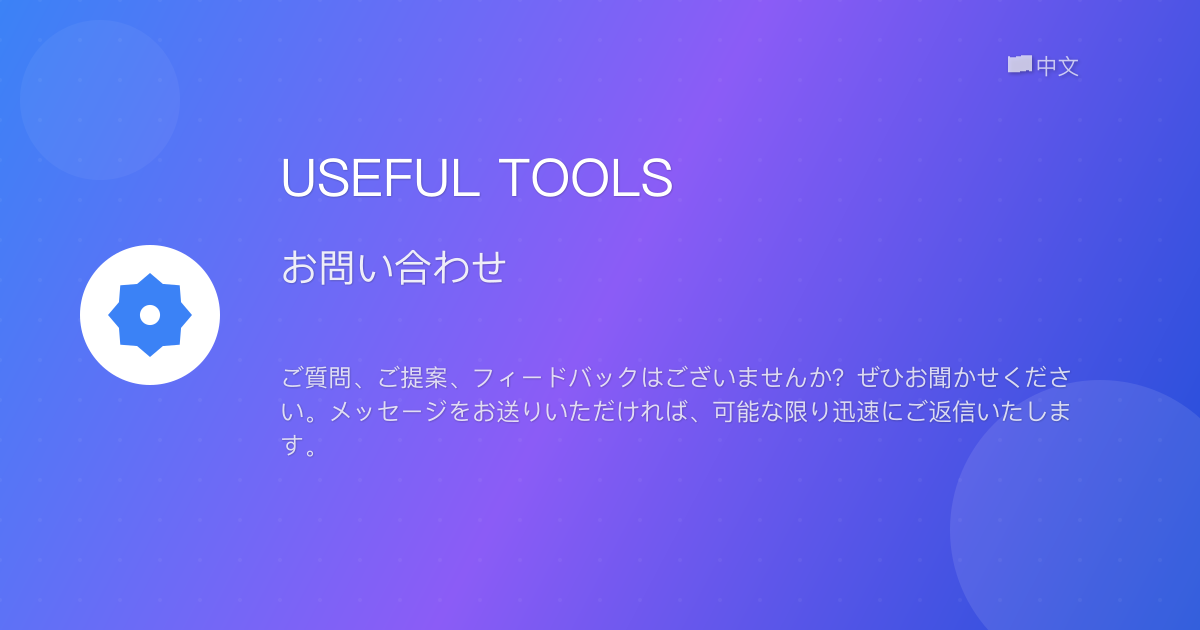 中文
USEFUL TOOLS
お問い合わせ
ご質問、ご提案、フィードバックはございませんか? ぜひお聞かせくださ
い。メッセージをお送りいただければ、可能な限り迅速にご返信いたしま
す。